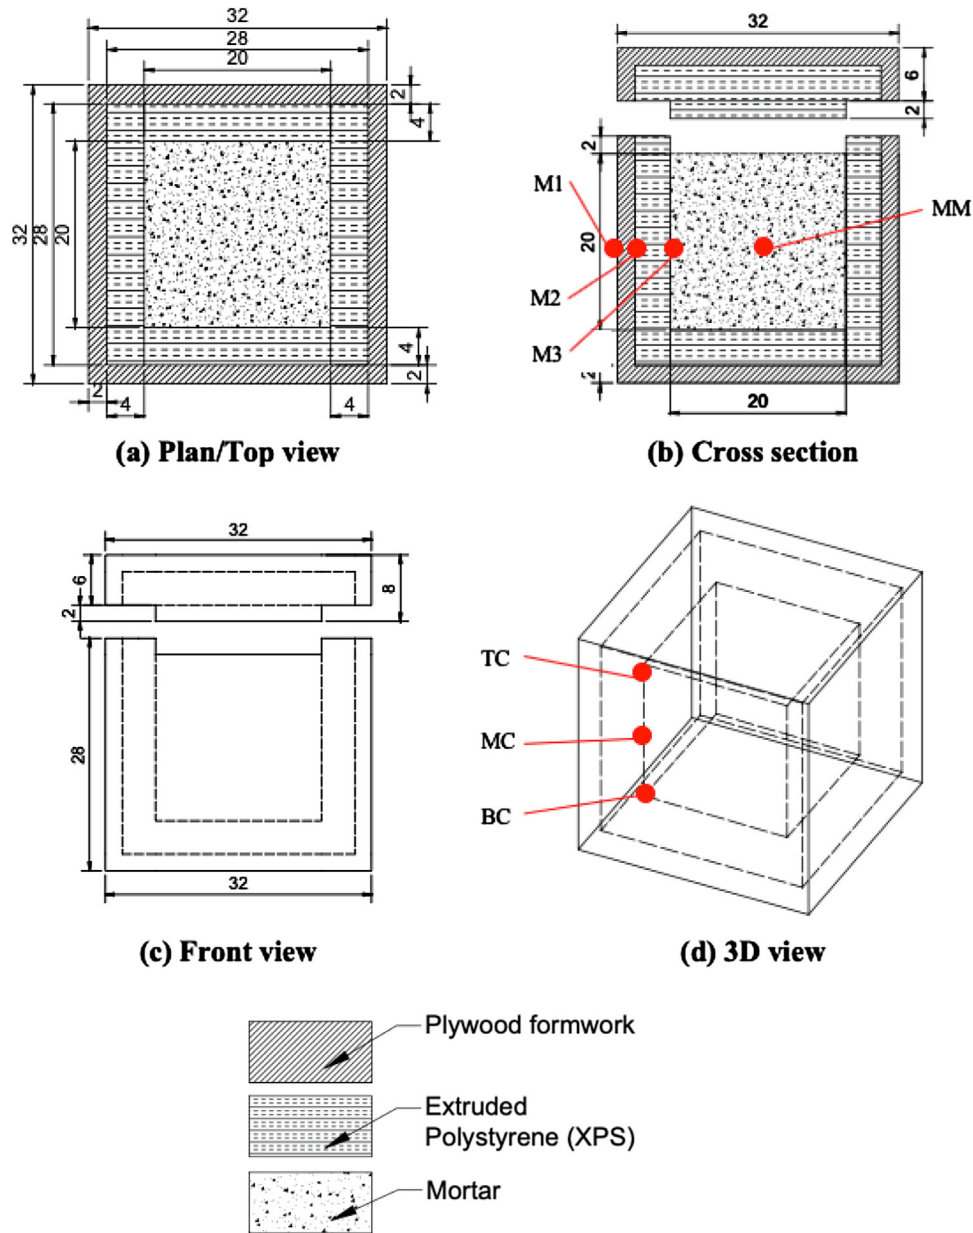 32
28
20
2
4
32
28
20
4
2
2
4
4
(a) Plan/Top view
32
6
2
2
M1
MM
20
M2
M3
2
20
(b) Cross section
32
6
8
2
28
32
(c) Front view
TC
MC
BC
(d) 3D view
Plywood formwork
Extruded
Polystyrene (XPS)
Mortar